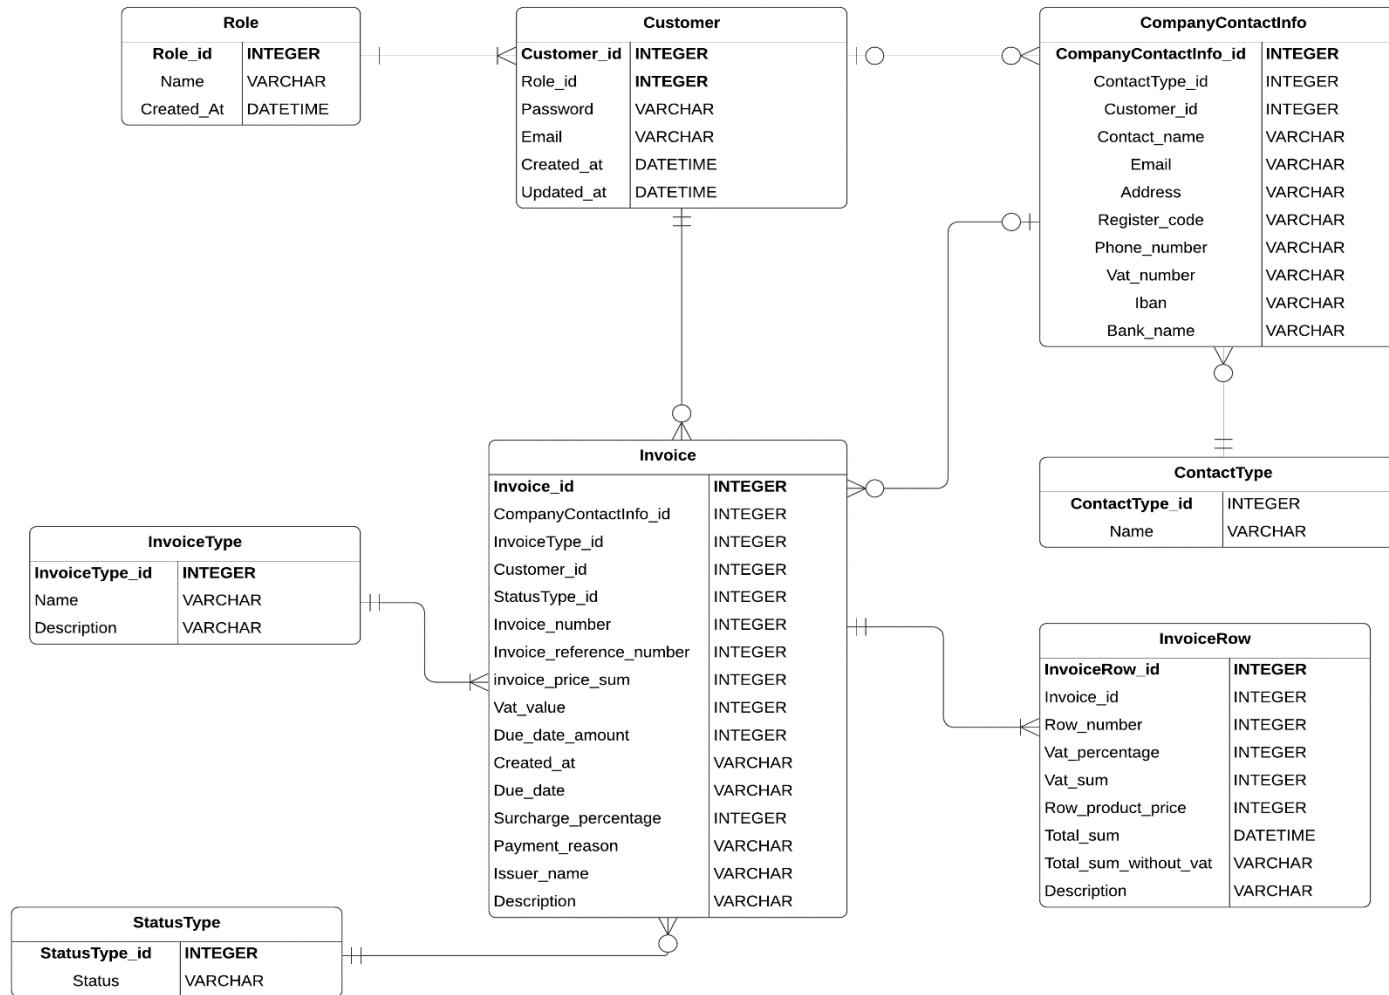 Role
Role_id INTEGER
Name VARCHAR
Created_At DATETIME
Customer
Customer_id INTEGER
Role_id INTEGER
Password VARCHAR
Email VARCHAR
Created_at DATETIME
Updated_at DATETIME
CompanyContactInfo
CompanyContactInfo_id INTEGER
ContactType_id INTEGER
Customer_id INTEGER
Contact_name VARCHAR
Email VARCHAR
Address VARCHAR
Register_code VARCHAR
Phone_number VARCHAR
Vat_number VARCHAR
Iban VARCHAR
Bank_name VARCHAR
Invoice
Invoice_id INTEGER
CompanyContactInfo_id INTEGER
InvoiceType_id INTEGER
Customer_id INTEGER
StatusType_id INTEGER
Invoice_number INTEGER
Invoice_reference_number INTEGER
invoice_price_sum INTEGER
Vat_value INTEGER
Due_date_amount INTEGER
Created_at VARCHAR
Due_date VARCHAR
Surcharge_percentage INTEGER
Payment_reason VARCHAR
Issuer_name VARCHAR
Description VARCHAR
ContactType
ContactType_id INTEGER
Name VARCHAR
InvoiceType
InvoiceType_id INTEGER
Name VARCHAR
Description VARCHAR
InvoiceRow
InvoiceRow_id INTEGER
Invoice_id INTEGER
Row_number INTEGER
Vat_percentage INTEGER
Vat_sum INTEGER
Row_product_price INTEGER
Total_sum DATETIME
Total_sum_without_vat VARCHAR
Description VARCHAR
StatusType
StatusType_id INTEGER
Status VARCHAR